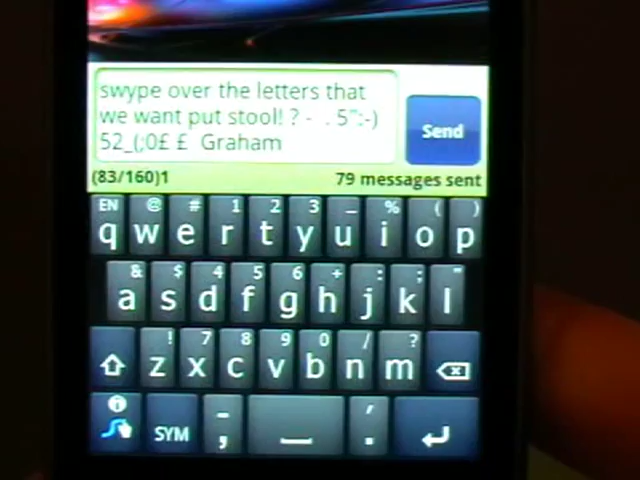 swype over the letters that
we want put stool! ? - . 5":-)
52_(;0£ £ Graham
Send
(83/160)1
79 messages sent
EN @ # 1 2 3 _ % ( )
q w e r t y u i o p
& $ 4 5 6 + : ; "
a s d f g h j k l
! 7 8 9 0 / ?
z x c v b n m
SYM - , ' .